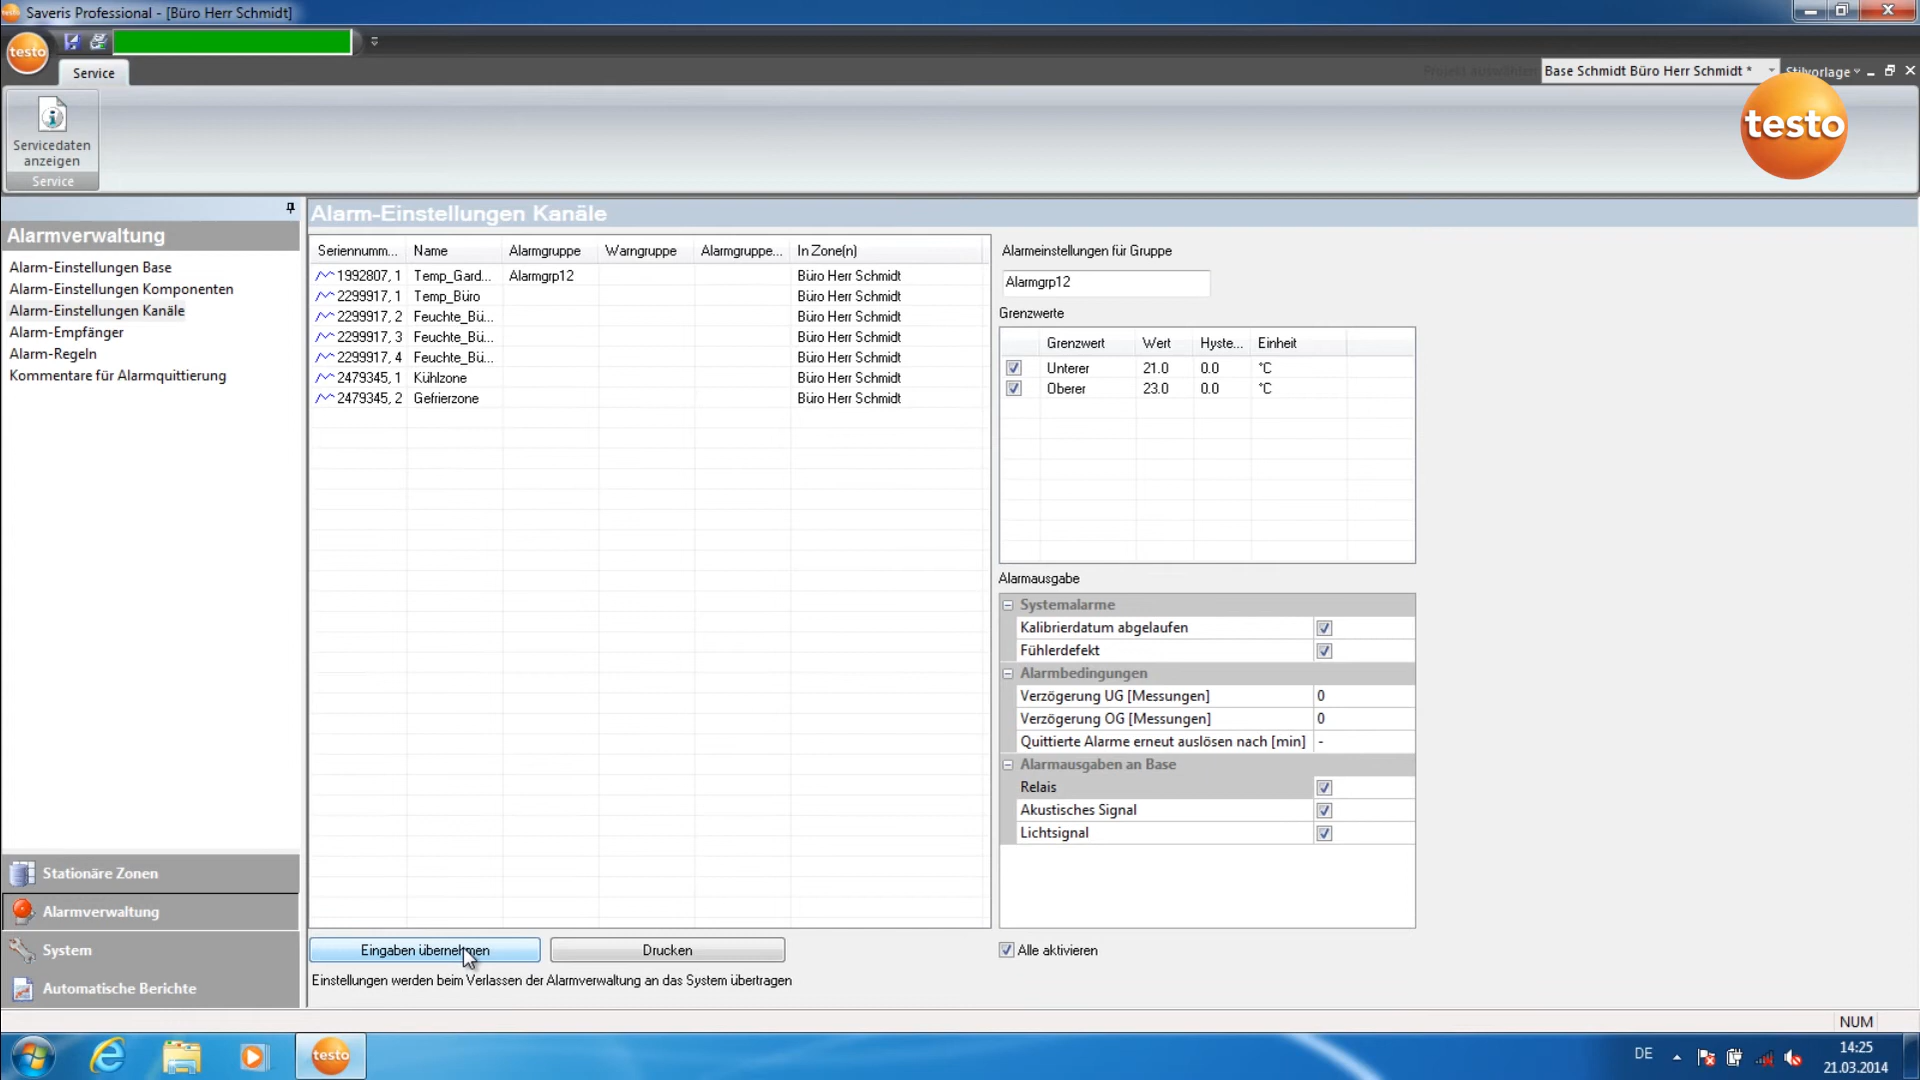 Saveris Professional - [Büro Herr Schmidt]
testo
Service
Projekt auswählen
Base Schmidt Büro Herr Schmidt *
Stilvorlage
testo
Servicedaten
anzeigen
Service
Alarmverwaltung
Alarm-Einstellungen Base
Alarm-Einstellungen Komponenten
Alarm-Einstellungen Kanäle
Alarm-Empfänger
Alarm-Regeln
Kommentare für Alarmquittierung
Stationäre Zonen
Alarmverwaltung
System
Automatische Berichte
Alarm-Einstellungen Kanäle
Seriennumm... Name Alarmgruppe Warngruppe Alarmgruppe... In Zone(n)
1992807, 1 Temp_Gard... Alarmgrp12 Büro Herr Schmidt
2299917, 1 Temp_Büro Büro Herr Schmidt
2299917, 2 Feuchte_Bü... Büro Herr Schmidt
2299917, 3 Feuchte_Bü... Büro Herr Schmidt
2299917, 4 Feuchte_Bü... Büro Herr Schmidt
2479345, 1 Kühlzone Büro Herr Schmidt
2479345, 2 Gefrierzone Büro Herr Schmidt
Eingaben übernehmen
Drucken
Einstellungen werden beim Verlassen der Alarmverwaltung an das System übertragen
Alarmeinstellungen für Gruppe
Alarmgrp12
Grenzwerte
Grenzwert Wert Hyste... Einheit
Unterer 21.0 0.0 °C
Oberer 23.0 0.0 °C
Alarmausgabe
Systemalarme
Kalibrierdatum abgelaufen
Fühlerdefekt
Alarmbedingungen
Verzögerung UG [Messungen] 0
Verzögerung OG [Messungen] 0
Quittierte Alarme erneut auslösen nach [min] -
Alarmausgaben an Base
Relais
Akustisches Signal
Lichtsignal
Alle aktivieren
NUM
testo
DE
14:25
21.03.2014